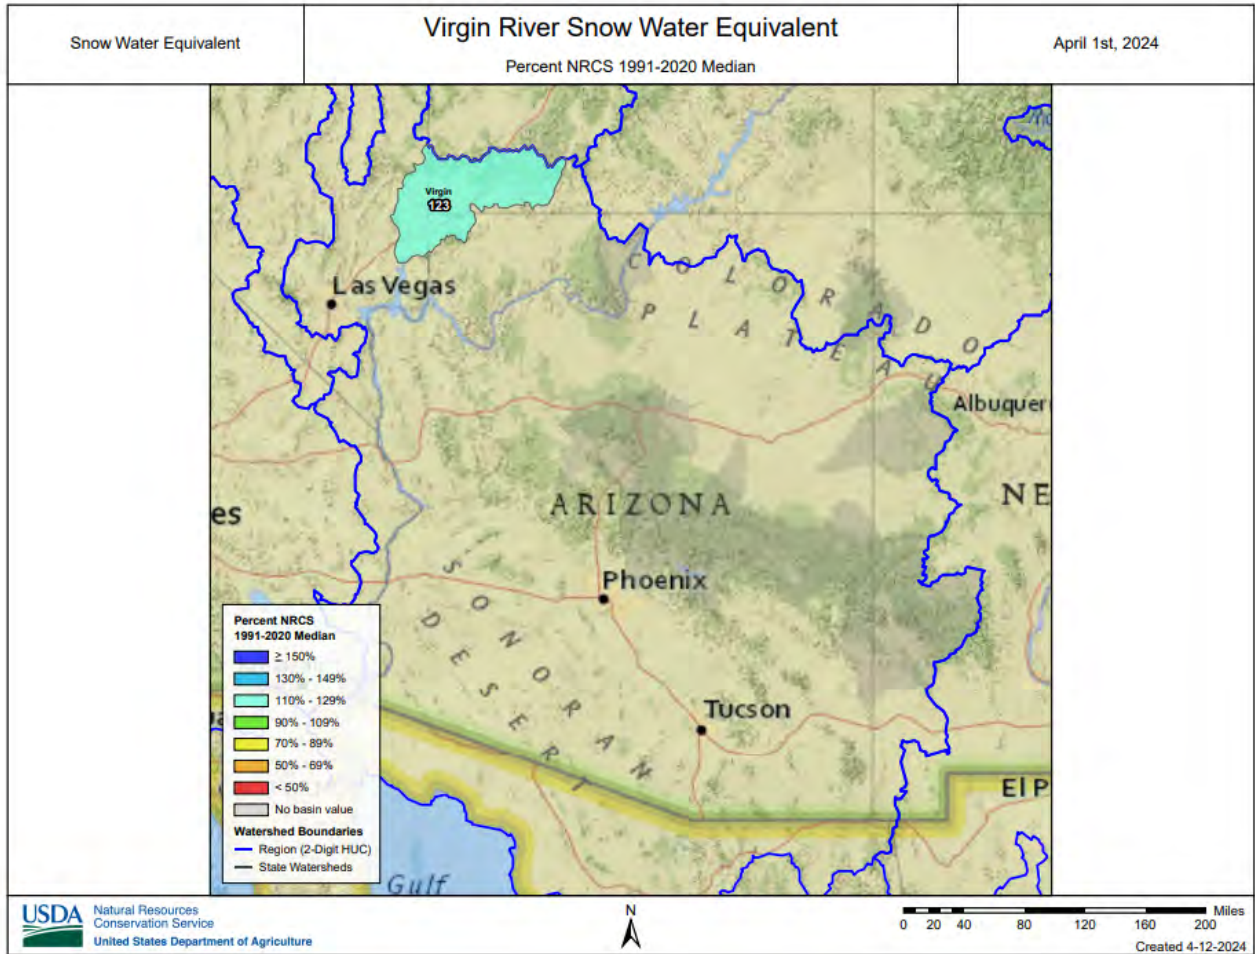 Snow Water Equivalent
Virgin River Snow Water Equivalent
Percent NRCS 1991-2020 Median
April 1st, 2024
Virgin
123
Las Vegas
COLORADO
PLATEAU
Albuquer
ARIZONA
NE
es
Phoenix
SONORAN
DESERT
Tucson
El P
Gulf
Percent NRCS
1991-2020 Median
≥ 150%
130% - 149%
110% - 129%
90% - 109%
70% - 89%
50% - 69%
< 50%
No basin value
Watershed Boundaries
Region (2-Digit HUC)
State Watersheds
USDA
Natural Resources
Conservation Service
United States Department of Agriculture
N
Miles
0 20 40 80 120 160 200
Created 4-12-2024